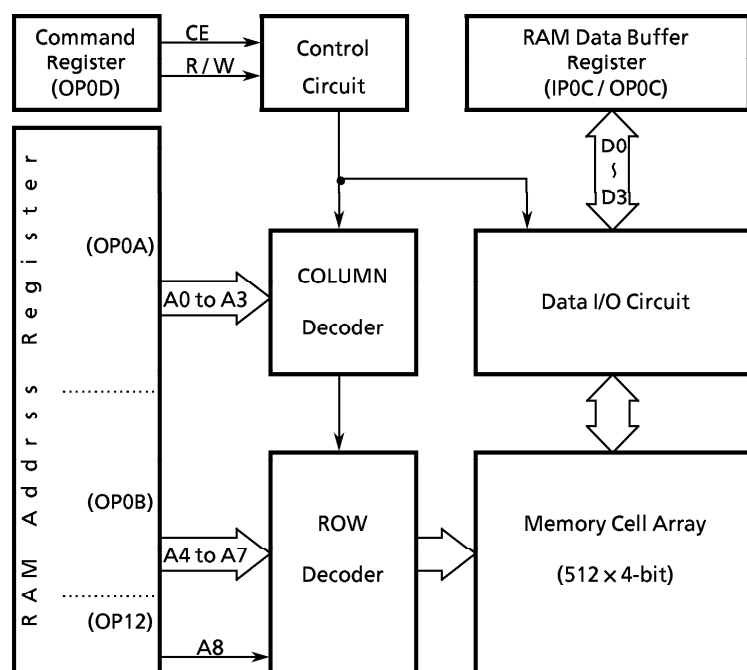 Command
Register
(OP0D)
CE
R / W
Control
Circuit
RAM Data Buffer
Register
(IP0C / OP0C)
D0
~
D3
RAM Addrss Register
(OP0A)
A0 to A3
COLUMN
Decoder
Data I/O Circuit
(OP0B)
A4 to A7
ROW
Decoder
Memory Cell Array
(512 × 4-bit)
(OP12)
A8